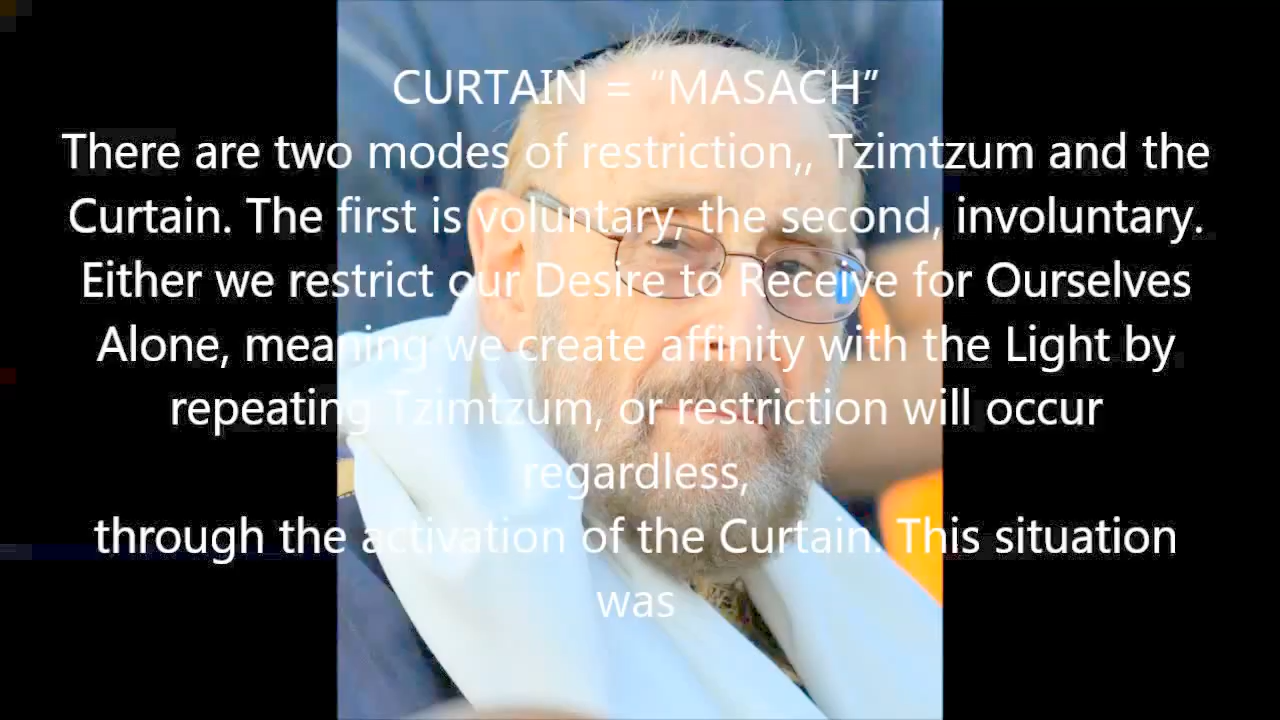 CURTAIN = “MASACH”
There are two modes of restriction,, Tzimtzum and the
Curtain. The first is voluntary, the second, involuntary.
Either we restrict our Desire to Receive for Ourselves
Alone, meaning we create affinity with the Light by
repeating Tzimtzum, or restriction will occur
regardless,
through the activation of the Curtain. This situation
was